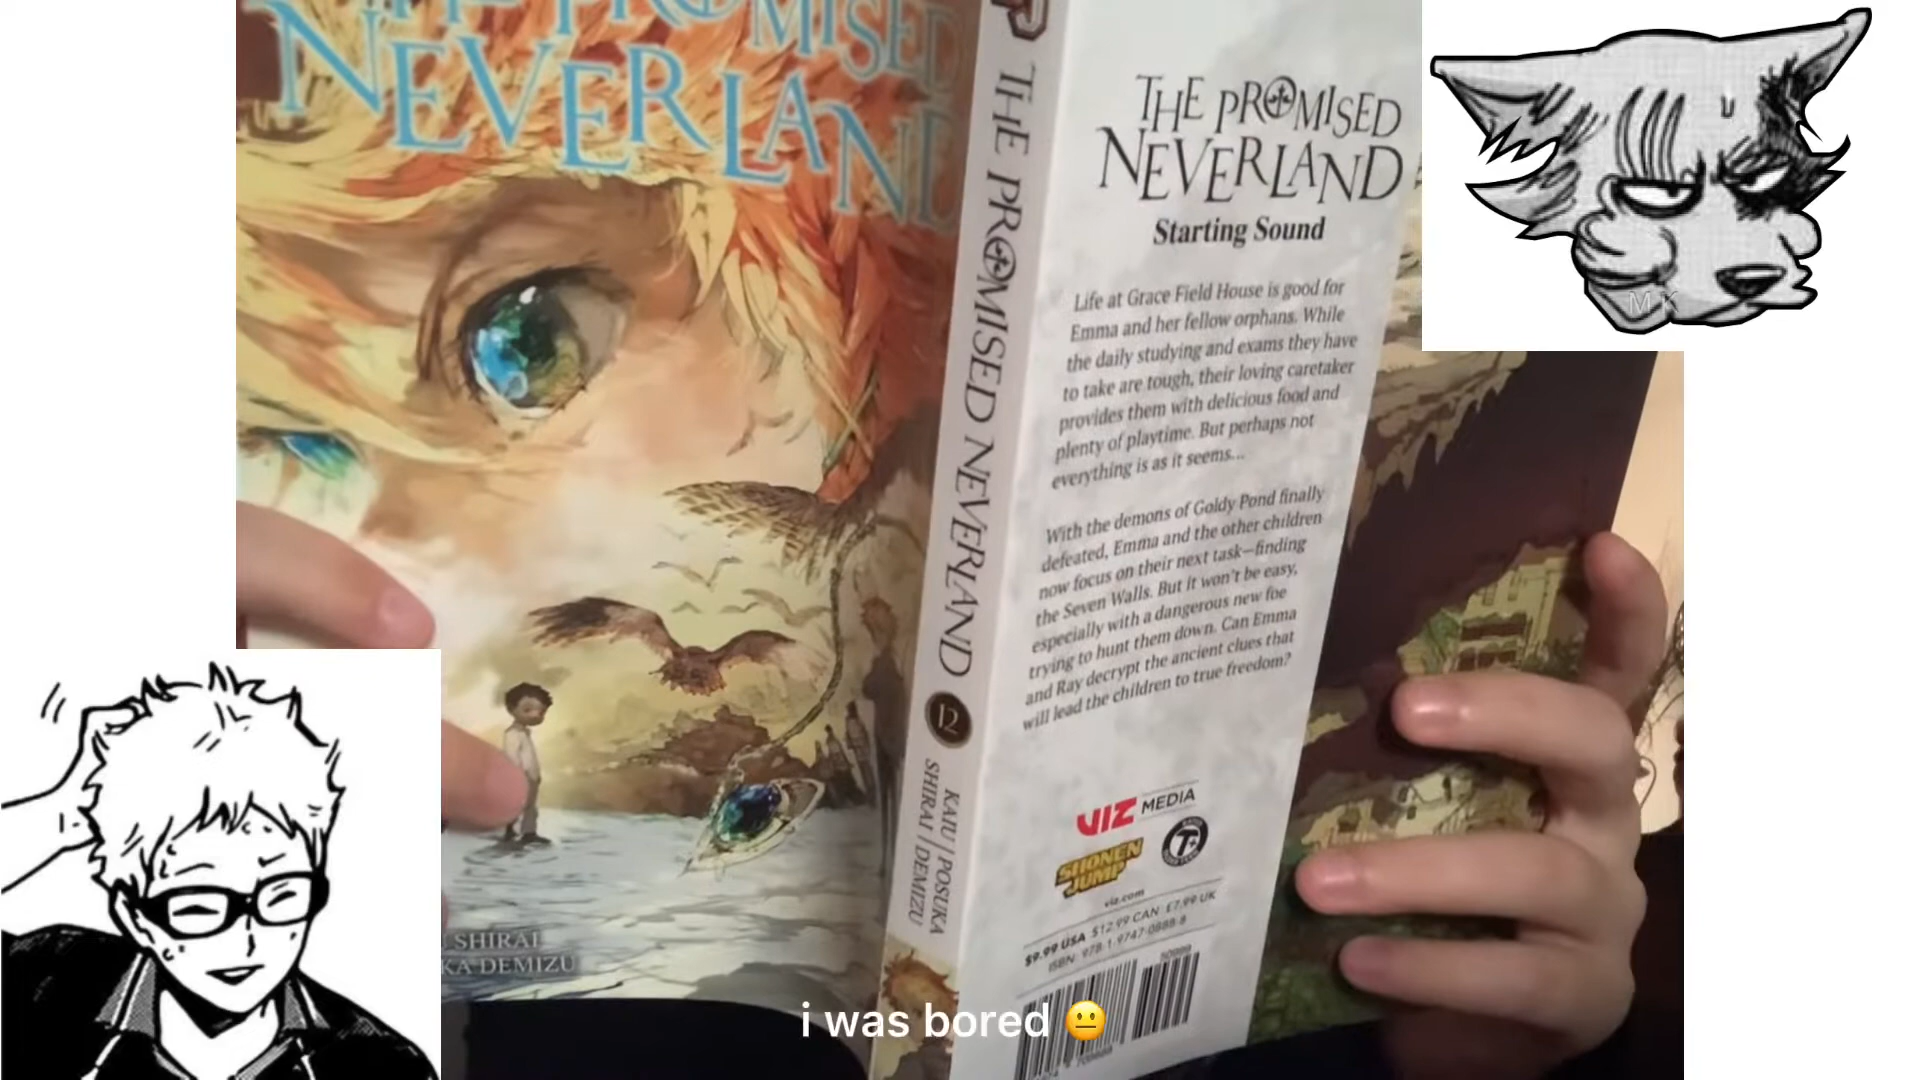 THE PROMISED
NEVERLAND
SHIRAI
KA DEMIZU
THE PROMISED NEVERLAND
12
KAIU
SHIRAI
POSUKA
DEMIZU
THE PROMISED
NEVERLAND
Starting Sound
Life at Grace Field House is good for
Emma and her fellow orphans. While
the daily studying and exams they have
to take are tough, their loving caretaker
provides them with delicious food and
plenty of playtime. But perhaps not
everything is as it seems...
With the demons of Goldy Pond finally
defeated, Emma and the other children
now focus on their next task—finding
the Seven Walls. But it won't be easy,
especially with a dangerous new foe
trying to hunt them down. Can Emma
and Ray decrypt the ancient clues that
will lead the children to true freedom?
VIZ MEDIA
SHONEN
JUMP
T+
viz.com
$9.99 USA $12.99 CAN £7.99 UK
ISBN: 978-1-9747-0888-8
50999
i was bored 😐
M.K